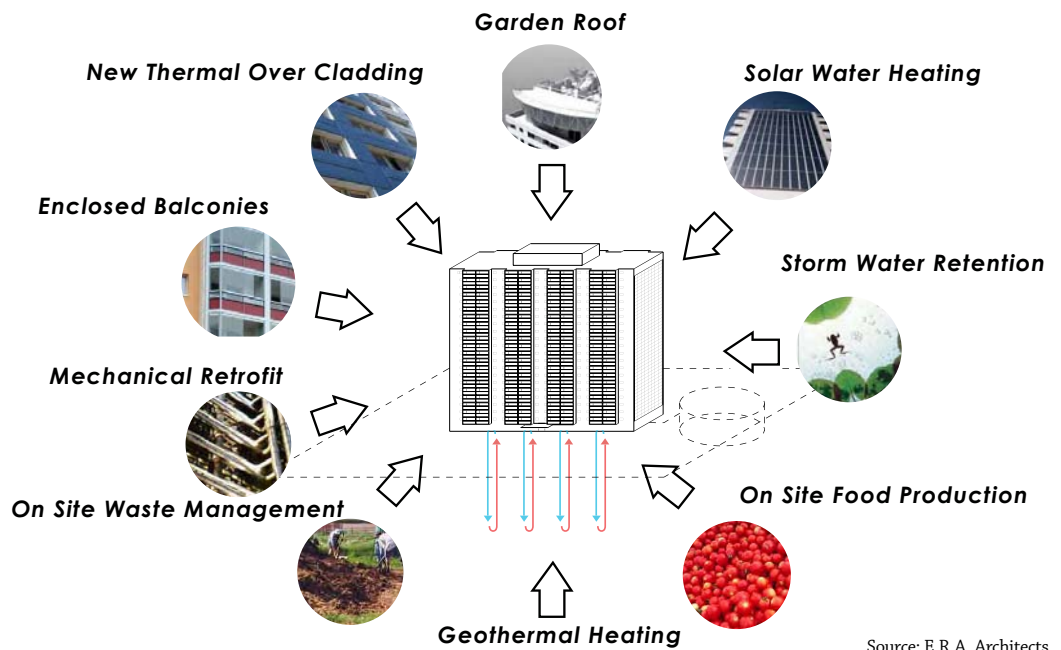 Garden Roof
New Thermal Over Cladding
Solar Water Heating
Enclosed Balconies
Storm Water Retention
Mechanical Retrofit
On Site Waste Management
On Site Food Production
Geothermal Heating
Source: E.R.A. Architects